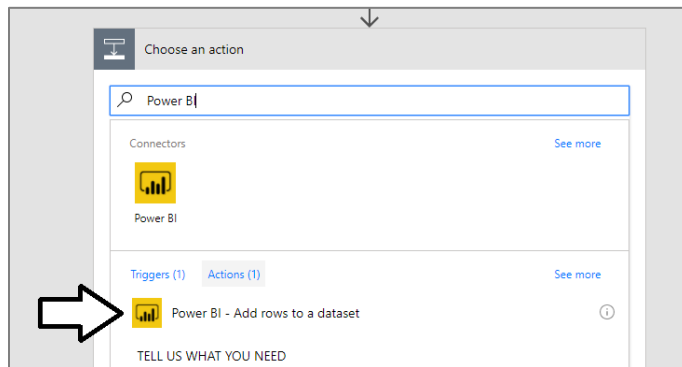 Choose an action
Power BI
Connectors
See more
Power BI
Triggers (1) Actions (1) See more
Power BI - Add rows to a dataset
TELL US WHAT YOU NEED